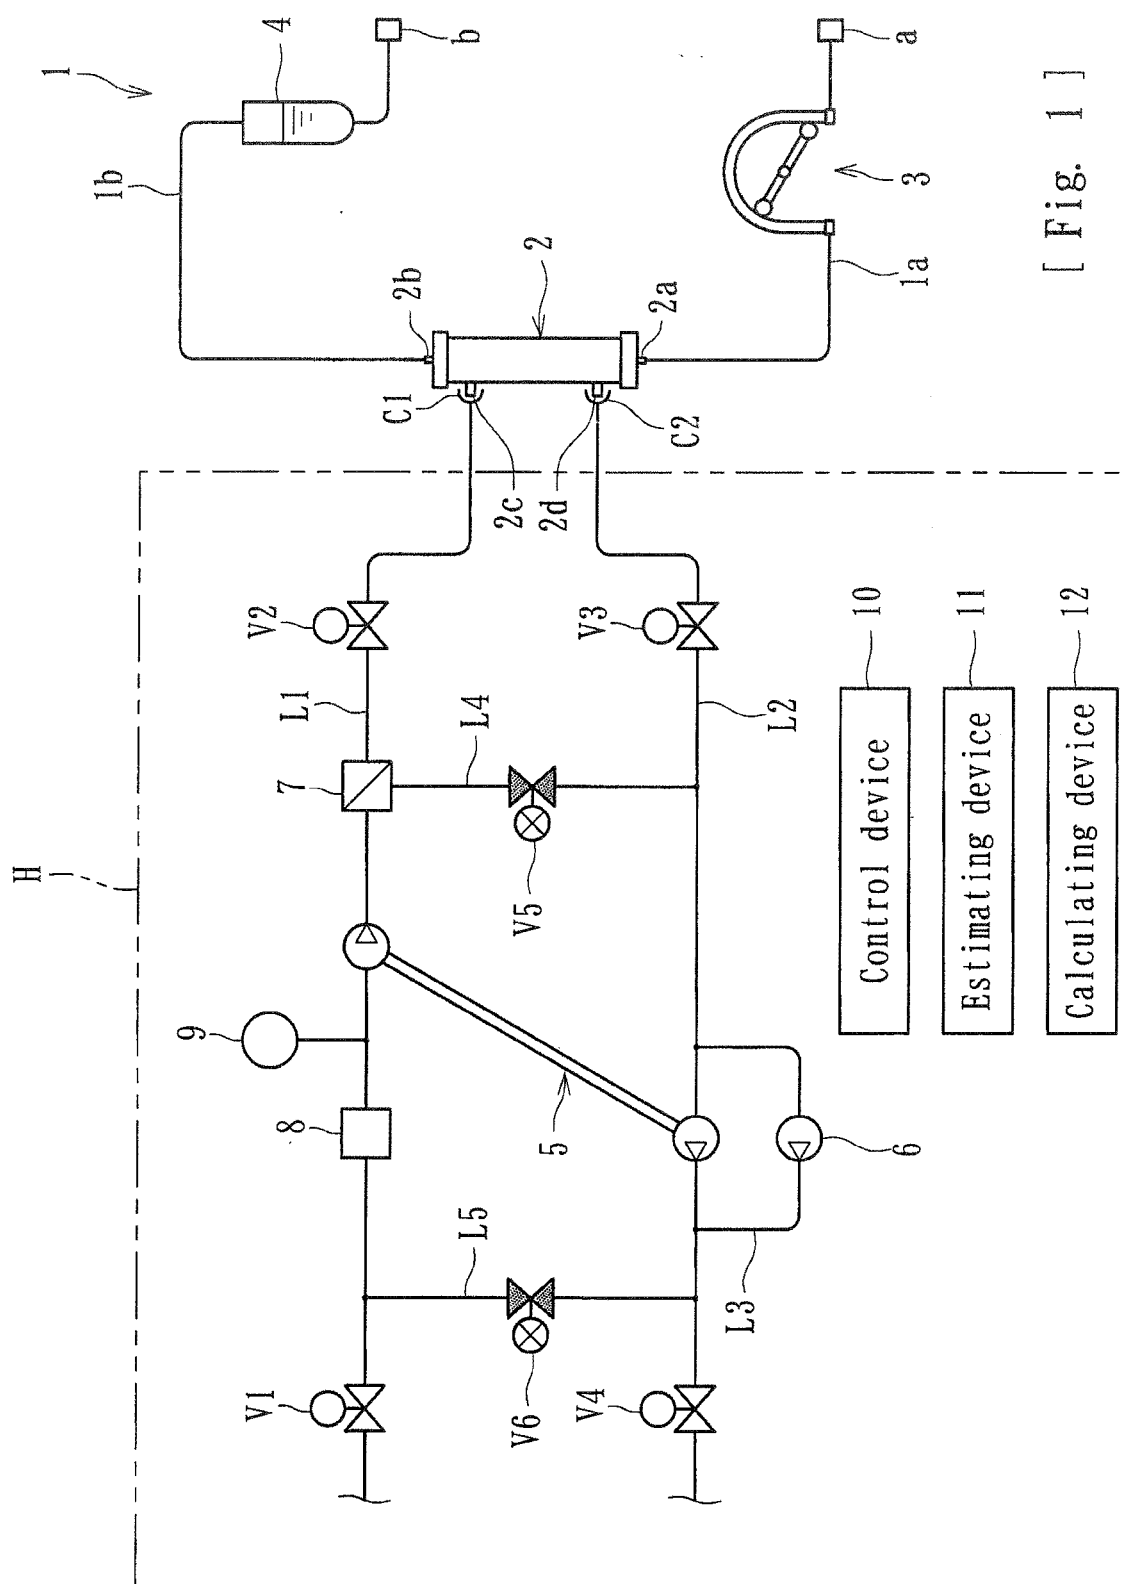 [ Fig. 1 ]
1
4
b
a
1b
3
1a
2b
2
2a
C1
C2
2c
2d
H
V2
V3
L1
L4
L2
7
V5
9
5
8
6
L5
L3
V1
V6
V4
Control device
10
Estimating device
11
Calculating device
12